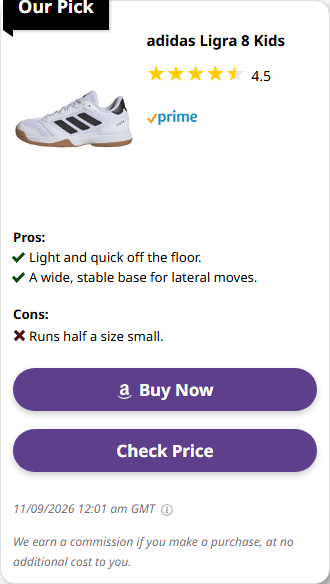 Our Pick
adidas Ligra 8 Kids
4.5
prime
Pros:
Light and quick off the floor.
A wide, stable base for lateral moves.
Cons:
Runs half a size small.
Buy Now
Check Price
11/09/2026 12:01 am GMT
We earn a commission if you make a purchase, at no
additional cost to you.